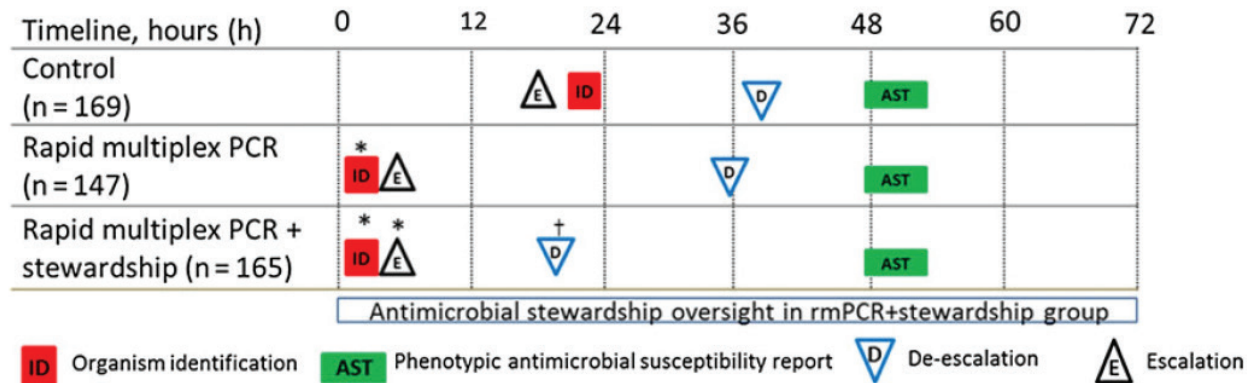 Timeline, hours (h) 0 12 24 36 48 60 72
Control
(n = 169)
E ID D AST
*
Rapid multiplex PCR
(n = 147)
ID E D AST
* * †
Rapid multiplex PCR +
stewardship (n = 165)
ID E D AST
Antimicrobial stewardship oversight in rmPCR+stewardship group
ID Organism identification AST Phenotypic antimicrobial susceptibility report D De-escalation E Escalation